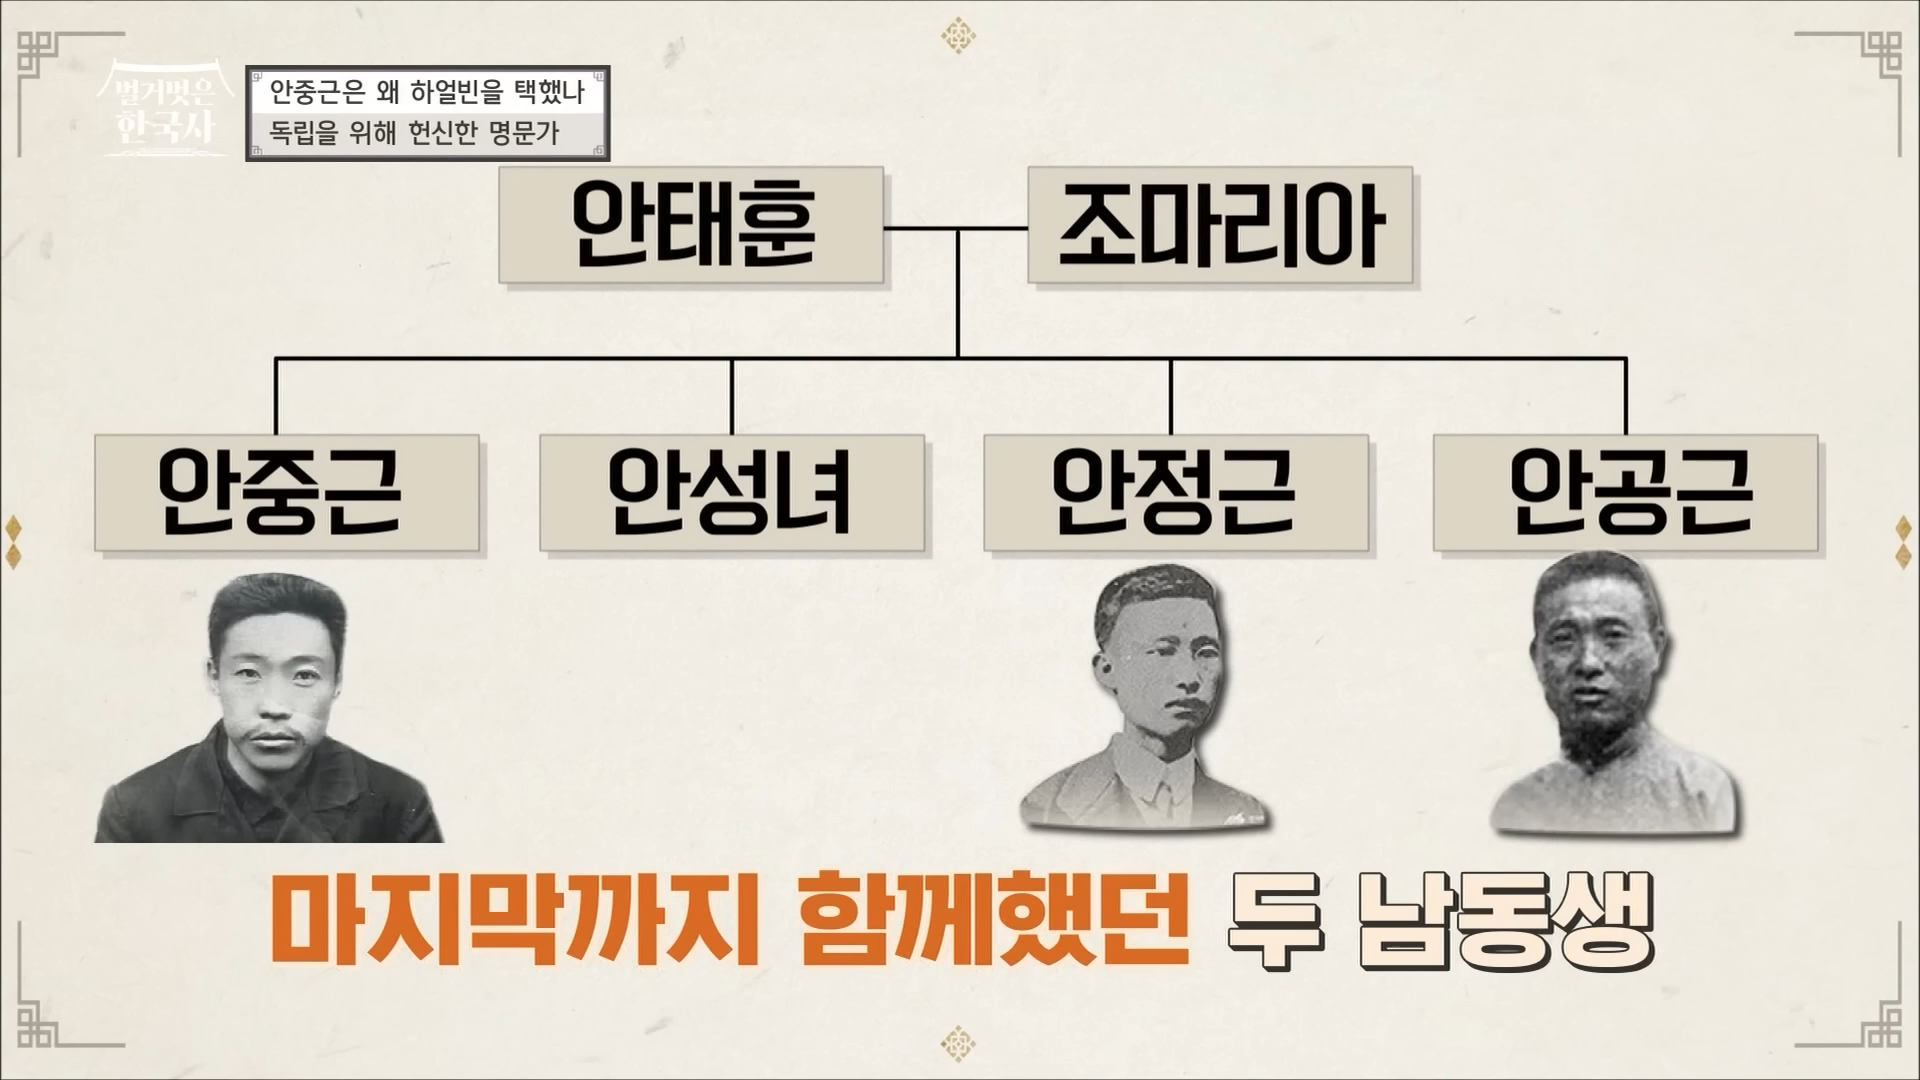 벌거벗은
한국사
안중근은 왜 하얼빈을 택했나
독립을 위해 헌신한 명문가
안태훈
조마리아
안중근
안성녀
안정근
안공근
마지막까지 함께했던 두 남동생